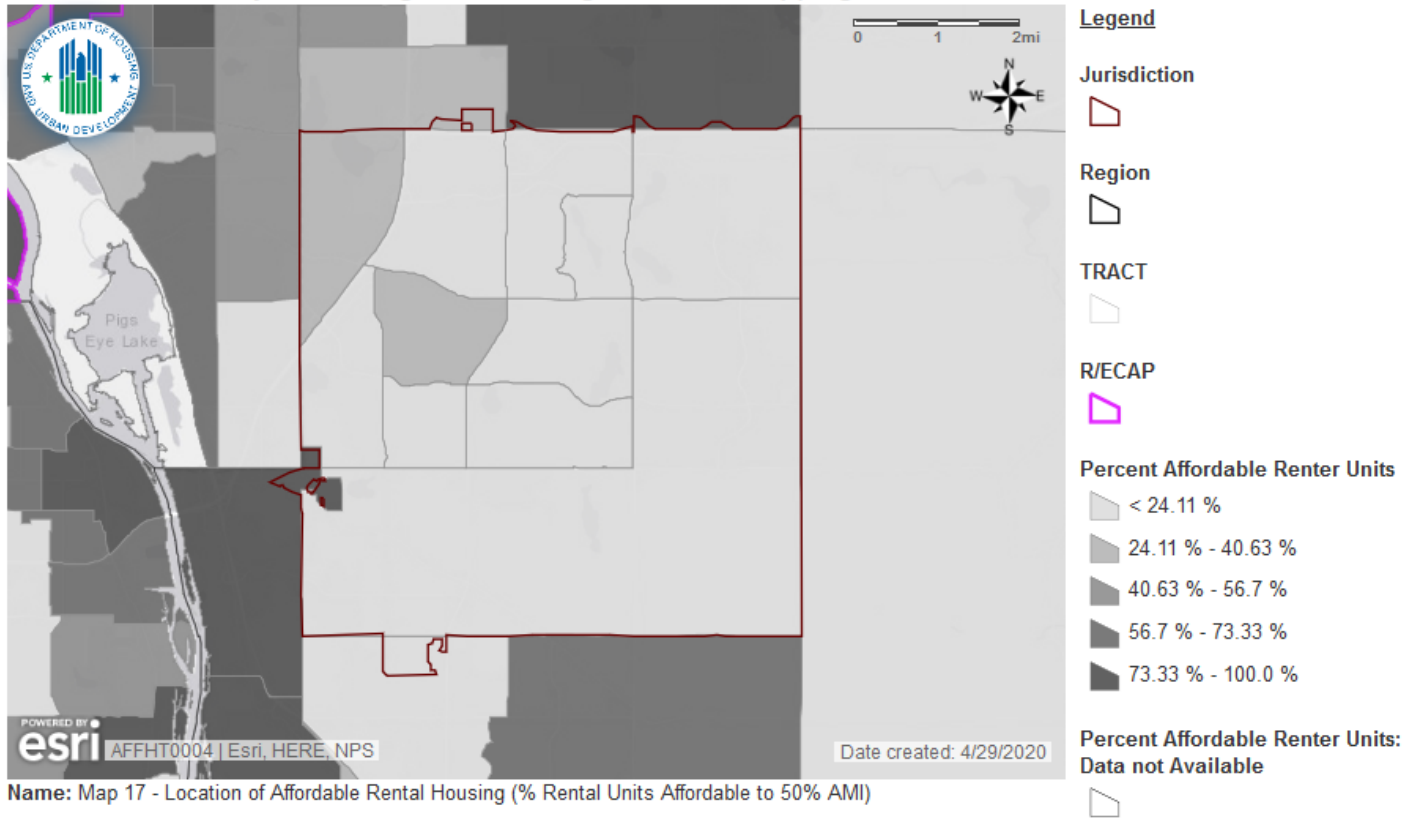 U.S. DEPARTMENT OF HOUSING
AND URBAN DEVELOPMENT
0 1 2mi
N
W E
S
Pigs
Eye Lake
POWERED BY
esri
AFFHT0004 | Esri, HERE, NPS
Date created: 4/29/2020
Name: Map 17 - Location of Affordable Rental Housing (% Rental Units Affordable to 50% AMI)
Legend
Jurisdiction
Region
TRACT
R/ECAP
Percent Affordable Renter Units
< 24.11 %
24.11 % - 40.63 %
40.63 % - 56.7 %
56.7 % - 73.33 %
73.33 % - 100.0 %
Percent Affordable Renter Units:
Data not Available